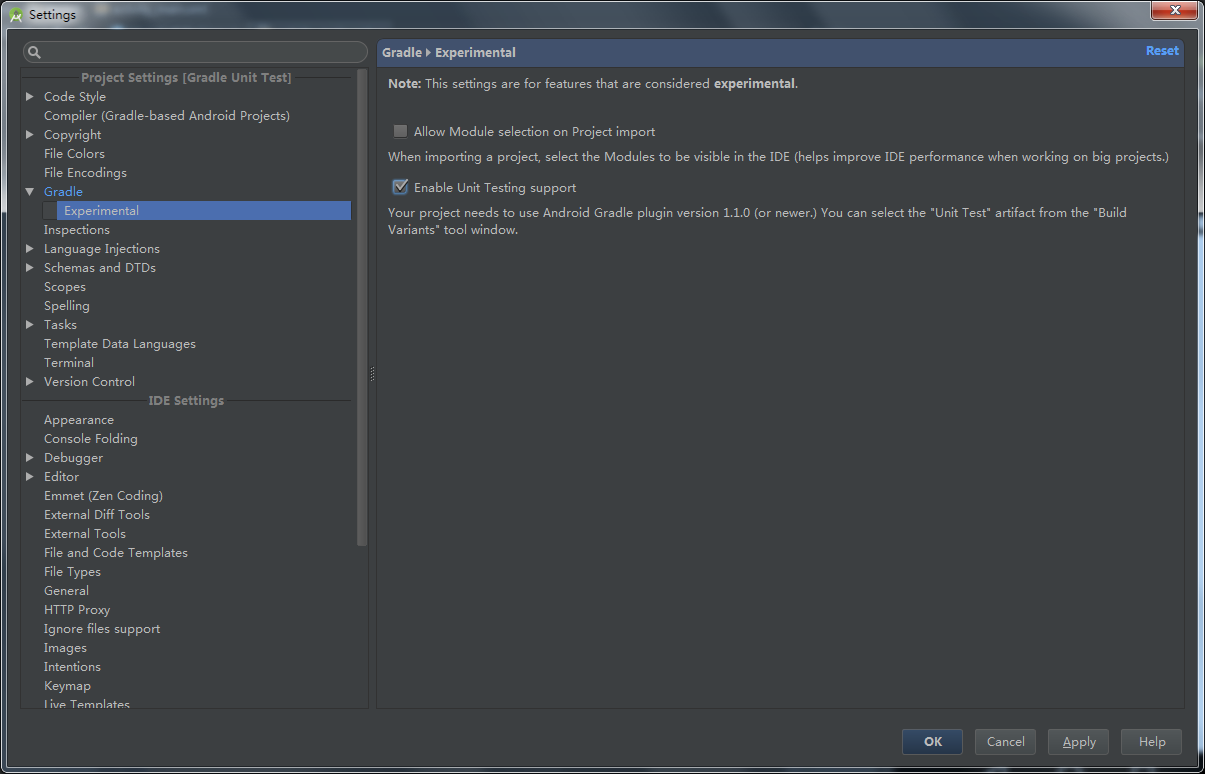 Settings
Project Settings [Gradle Unit Test]
Code Style
Compiler (Gradle-based Android Projects)
Copyright
File Colors
File Encodings
Gradle
Experimental
Inspections
Language Injections
Schemas and DTDs
Scopes
Spelling
Tasks
Template Data Languages
Terminal
Version Control
IDE Settings
Appearance
Console Folding
Debugger
Editor
Emmet (Zen Coding)
External Diff Tools
External Tools
File and Code Templates
File Types
General
HTTP Proxy
Ignore files support
Images
Intentions
Keymap
Live Templates
Gradle Experimental
Reset
Note: This settings are for features that are considered experimental.
Allow Module selection on Project import
When importing a project, select the Modules to be visible in the IDE (helps improve IDE performance when working on big projects.)
Enable Unit Testing support
Your project needs to use Android Gradle plugin version 1.1.0 (or newer.) You can select the "Unit Test" artifact from the "Build
Variants" tool window.
OK
Cancel
Apply
Help